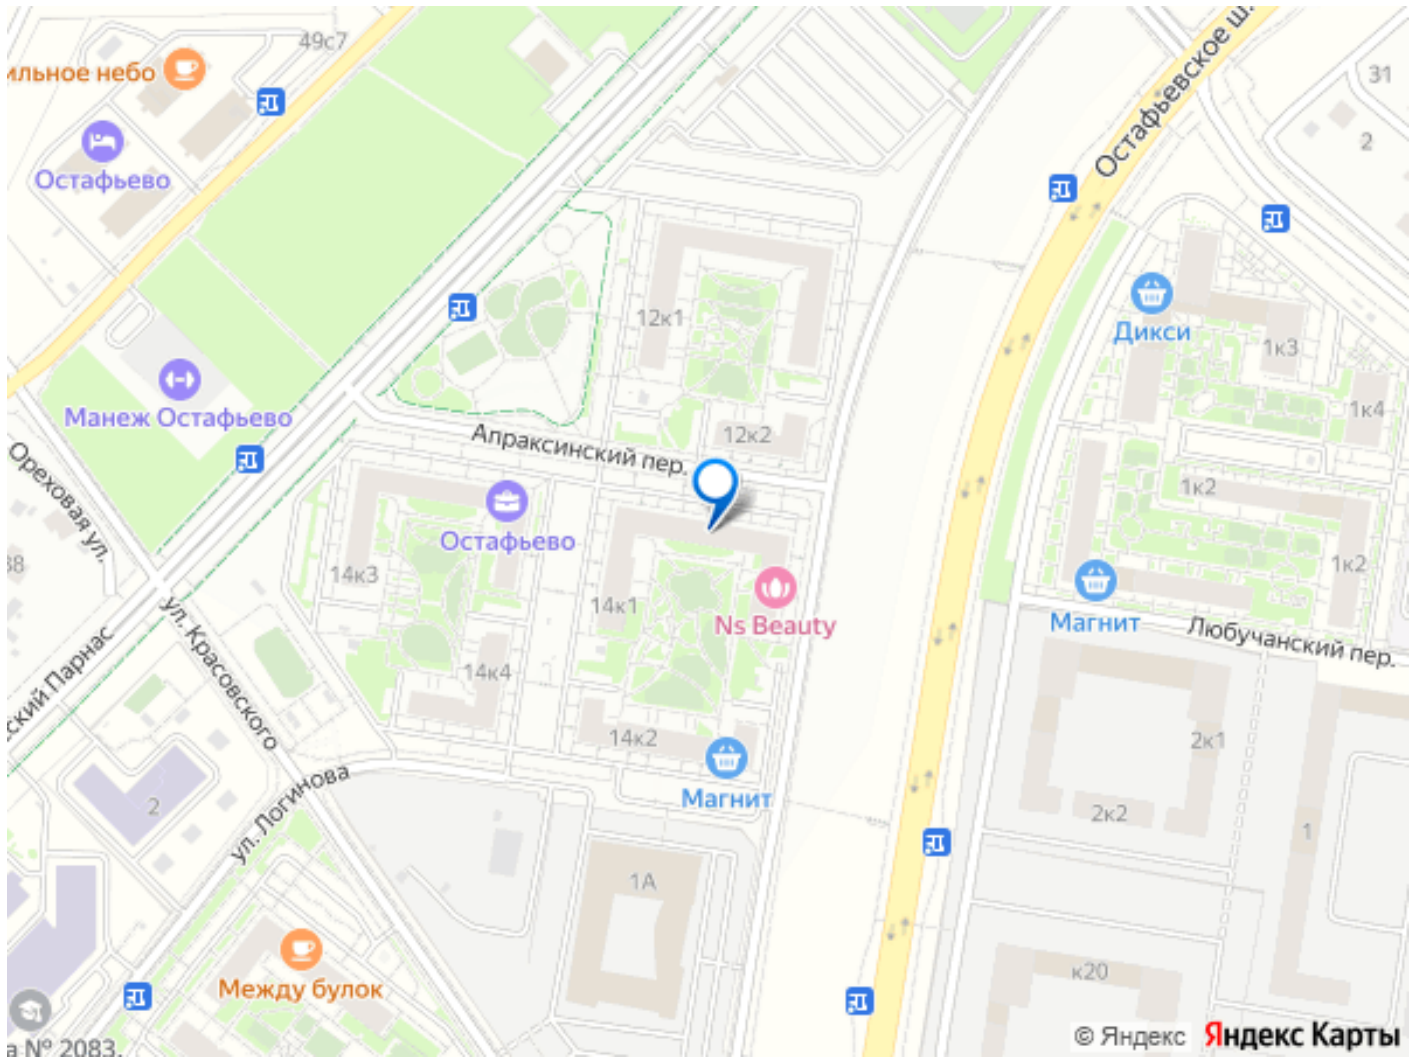 49с7
ильное небо
Остафьево
Остафьевское ш.
31
2
12к1
Дикси
1к3
1к4
Манеж Остафьево
Апраксинский пер.
12к2
Ореховая ул.
1к2
Остафьево
38
14к3
14к1
1к2
Ns Beauty
Магнит
Любучанский пер.
ский Парнас
ул. Красовского
14к4
14к2
2к1
Магнит
2
ул. Логинова
2к2
1
1А
к20
Между булок
а № 2083,
© Яндекс Яндекс Карты